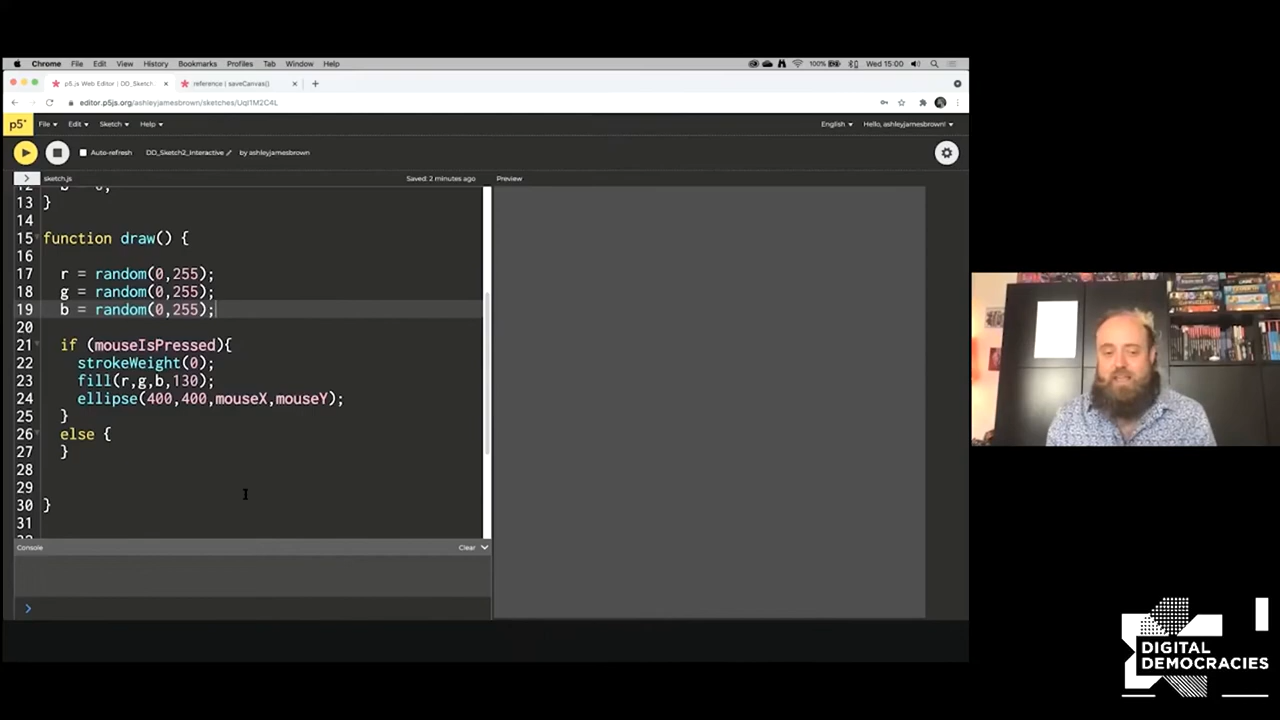 Chrome File Edit View History Bookmarks Profiles Tab Window Help
100% Wed 15:00
p5.js Web Editor | DD_Sketch × reference | saveCanvas() × +
editor.p5js.org/ashleyjamesbrown/sketches/UqI1M2C4L
p5* File Edit Sketch Help English Hello, ashleyjamesbrown!
Auto-refresh DD_Sketch2_Interactive by ashleyjamesbrown
> sketch.js Saved: 2 minutes ago Preview
13 }
14
15 function draw() {
16
17 r = random(0,255);
18 g = random(0,255);
19 b = random(0,255);
20
21 if (mouseIsPressed){
22 strokeWeight(0);
23 fill(r,g,b,130);
24 ellipse(400,400,mouseX,mouseY);
25 }
26 else {
27 }
28
29
30 }
31
Console Clear
>
DIGITAL
DEMOCRACIES